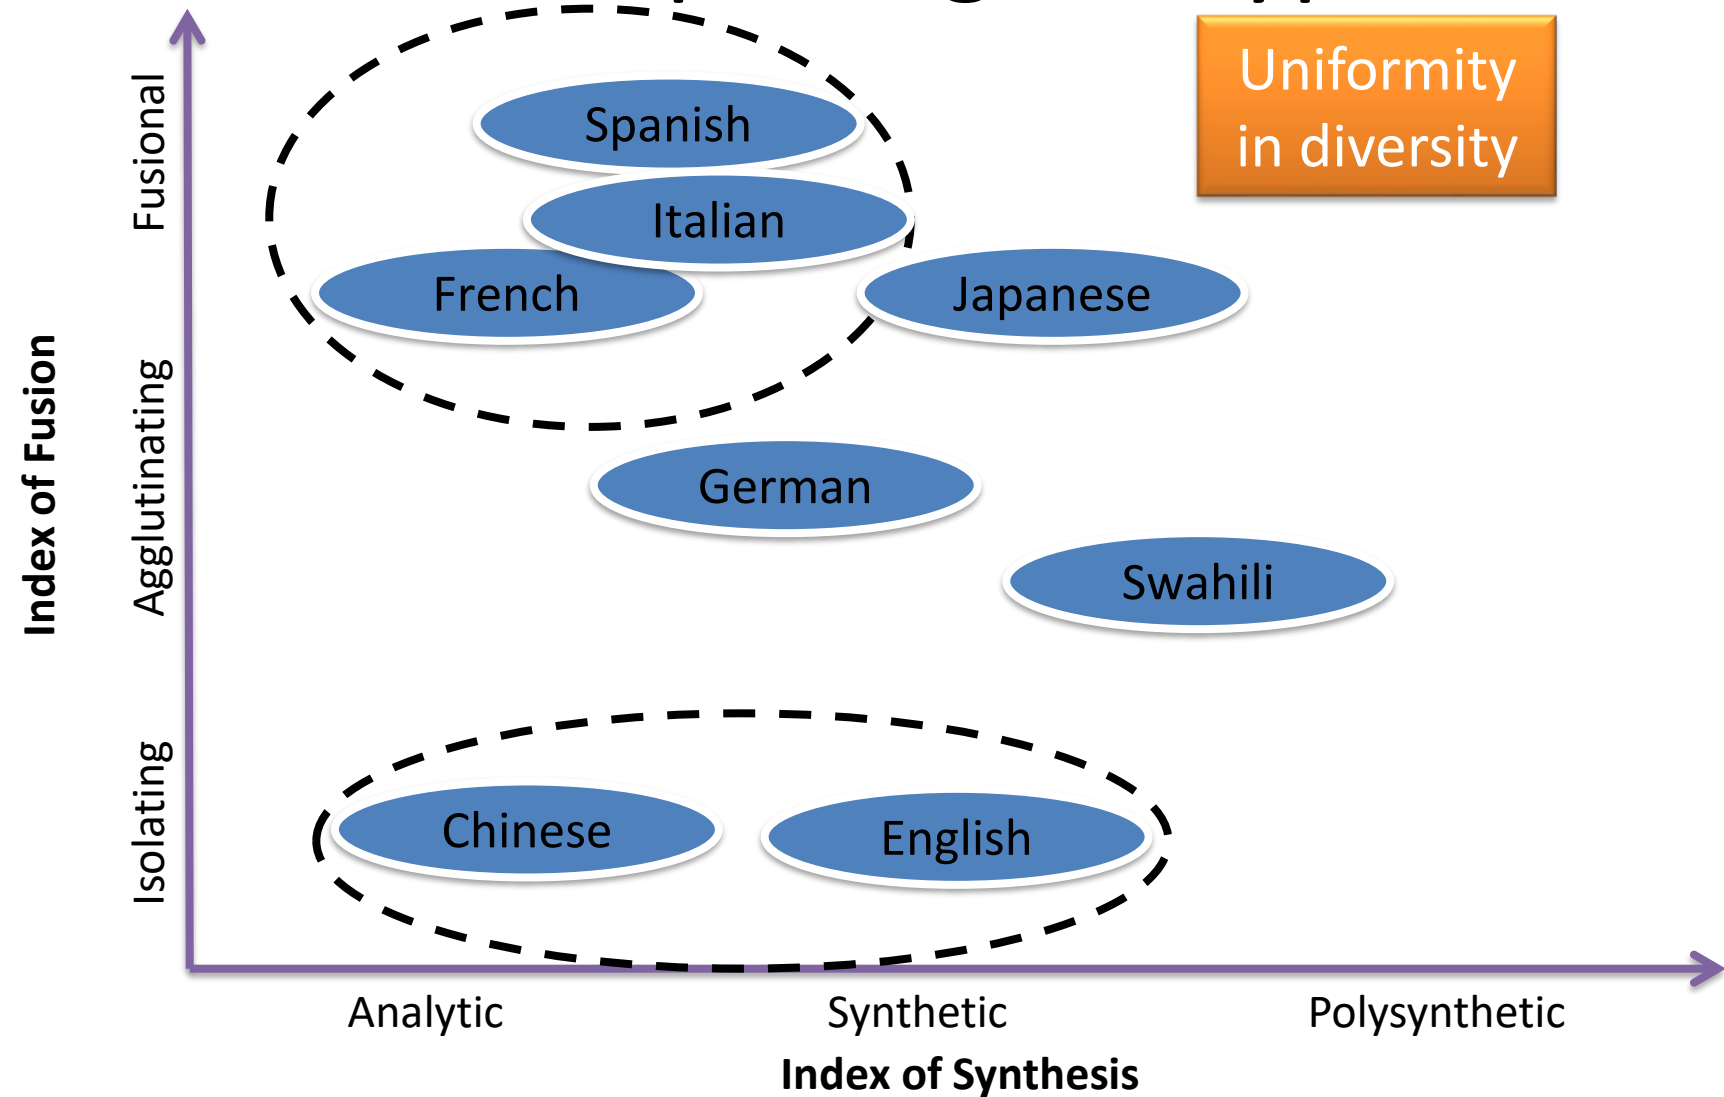 Uniformity
in diversity
Fusional
Spanish
Italian
French
Japanese
Index of Fusion
Agglutinating
German
Swahili
Isolating
Chinese
English
Analytic
Synthetic
Polysynthetic
Index of Synthesis